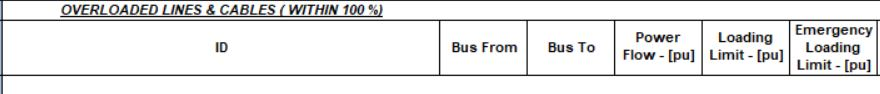 OVERLOADED LINES & CABLES ( WITHIN 100 %)
ID
Bus From
Bus To
Power
Flow - [pu]
Loading
Limit - [pu]
Emergency
Loading
Limit - [pu]